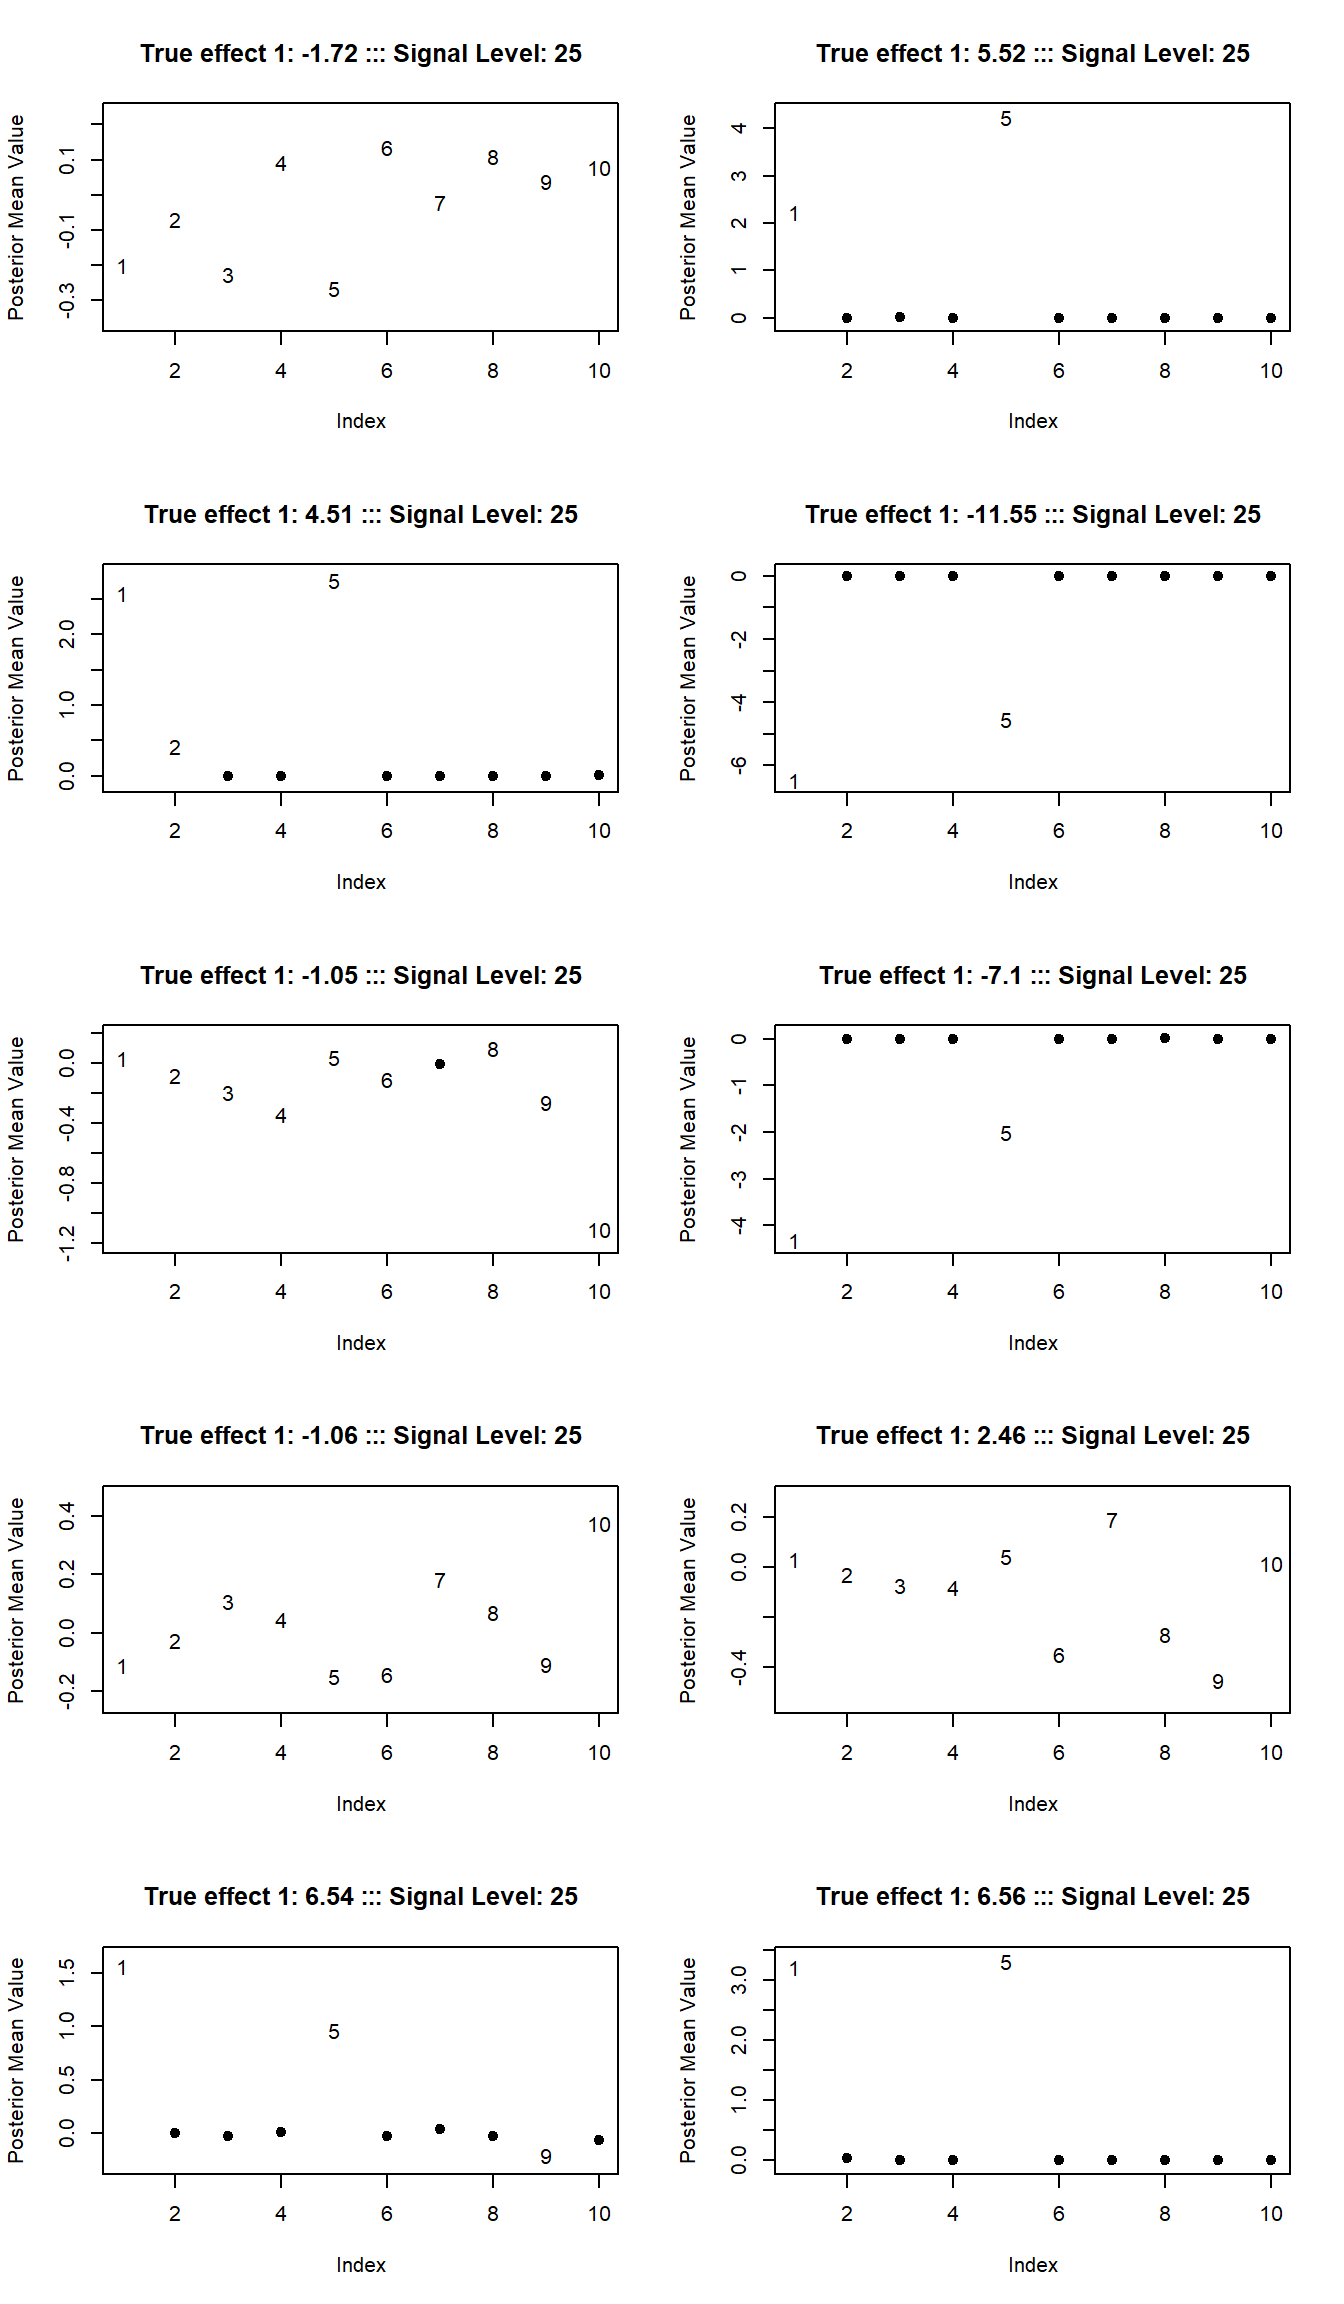 True effect 1: -1.72 ::: Signal Level: 25
Posterior Mean Value
0.1
-0.1
-0.3
1 2 3 4 5 6 7 8 9 10
2 4 6 8 10
Index
True effect 1: 5.52 ::: Signal Level: 25
Posterior Mean Value
4
3
2
1
0
1 5
2 4 6 8 10
Index
True effect 1: 4.51 ::: Signal Level: 25
Posterior Mean Value
2.0
1.0
0.0
1 2 5
2 4 6 8 10
Index
True effect 1: -11.55 ::: Signal Level: 25
Posterior Mean Value
0
-2
-4
-6
1 5
2 4 6 8 10
Index
True effect 1: -1.05 ::: Signal Level: 25
Posterior Mean Value
0.0
-0.4
-0.8
-1.2
1 2 3 4 5 6 8 9 10
2 4 6 8 10
Index
True effect 1: -7.1 ::: Signal Level: 25
Posterior Mean Value
0
-1
-2
-3
-4
1 5
2 4 6 8 10
Index
True effect 1: -1.06 ::: Signal Level: 25
Posterior Mean Value
0.4
0.2
0.0
-0.2
1 2 3 4 5 6 7 8 9 10
2 4 6 8 10
Index
True effect 1: 2.46 ::: Signal Level: 25
Posterior Mean Value
0.2
0.0
-0.4
1 2 3 4 5 6 7 8 9 10
2 4 6 8 10
Index
True effect 1: 6.54 ::: Signal Level: 25
Posterior Mean Value
1.5
1.0
0.5
0.0
1 5 9
2 4 6 8 10
Index
True effect 1: 6.56 ::: Signal Level: 25
Posterior Mean Value
3.0
2.0
1.0
0.0
1 5
2 4 6 8 10
Index